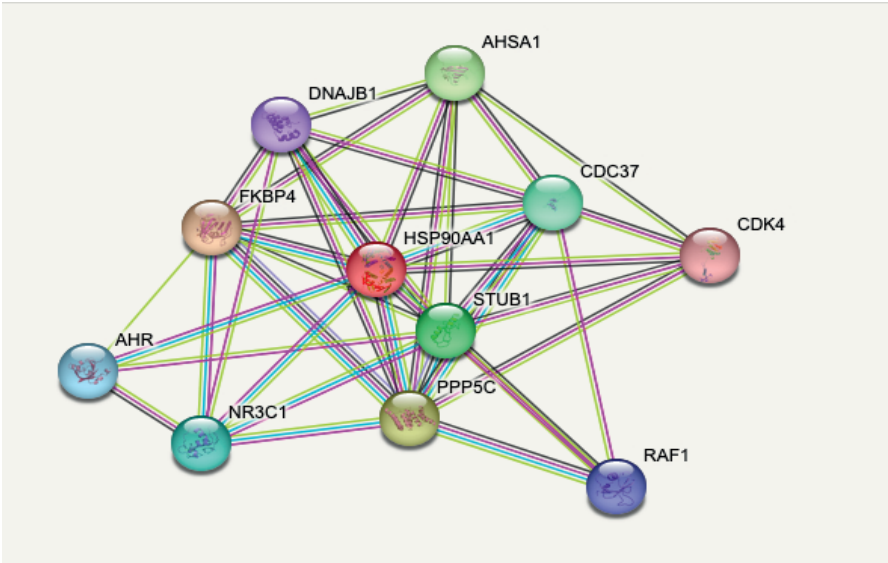 AHSA1
DNAJB1
CDC37
FKBP4
CDK4
HSP90AA1
STUB1
AHR
PPP5C
NR3C1
RAF1